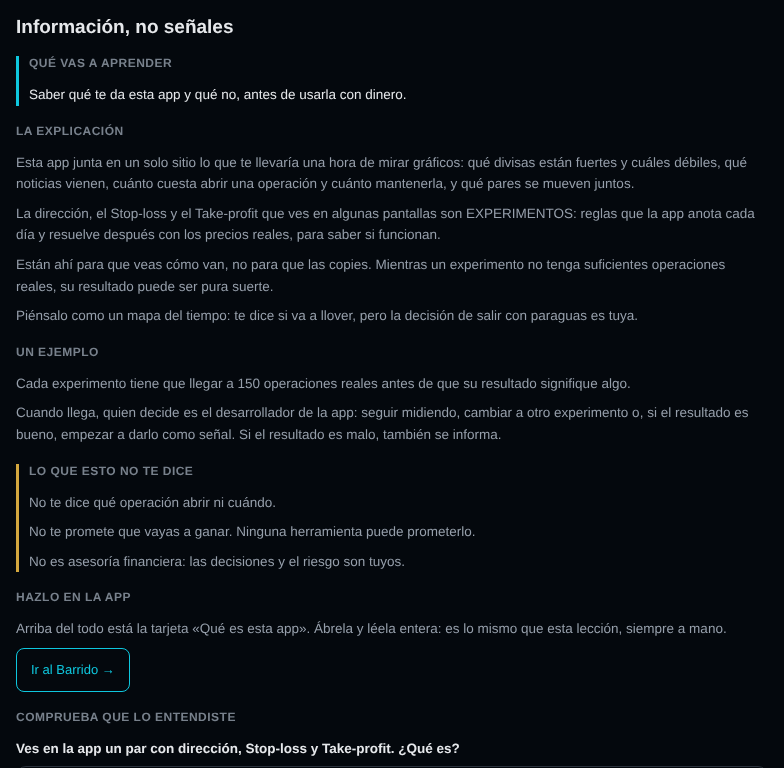 Información, no señales
QUÉ VAS A APRENDER
Saber qué te da esta app y qué no, antes de usarla con dinero.
LA EXPLICACIÓN
Esta app junta en un solo sitio lo que te llevaría una hora de mirar gráficos: qué divisas están fuertes y cuáles débiles, qué
noticias vienen, cuánto cuesta abrir una operación y cuánto mantenerla, y qué pares se mueven juntos.
La dirección, el Stop-loss y el Take-profit que ves en algunas pantallas son EXPERIMENTOS: reglas que la app anota cada
día y resuelve después con los precios reales, para saber si funcionan.
Están ahí para que veas cómo van, no para que las copies. Mientras un experimento no tenga suficientes operaciones
reales, su resultado puede ser pura suerte.
Piénsalo como un mapa del tiempo: te dice si va a llover, pero la decisión de salir con paraguas es tuya.
UN EJEMPLO
Cada experimento tiene que llegar a 150 operaciones reales antes de que su resultado signifique algo.
Cuando llega, quien decide es el desarrollador de la app: seguir midiendo, cambiar a otro experimento o, si el resultado es
bueno, empezar a darlo como señal. Si el resultado es malo, también se informa.
LO QUE ESTO NO TE DICE
No te dice qué operación abrir ni cuándo.
No te promete que vayas a ganar. Ninguna herramienta puede prometerlo.
No es asesoría financiera: las decisiones y el riesgo son tuyos.
HAZLO EN LA APP
Arriba del todo está la tarjeta «Qué es esta app». Ábrela y léela entera: es lo mismo que esta lección, siempre a mano.
Ir al Barrido →
COMPRUEBA QUE LO ENTENDISTE
Ves en la app un par con dirección, Stop-loss y Take-profit. ¿Qué es?